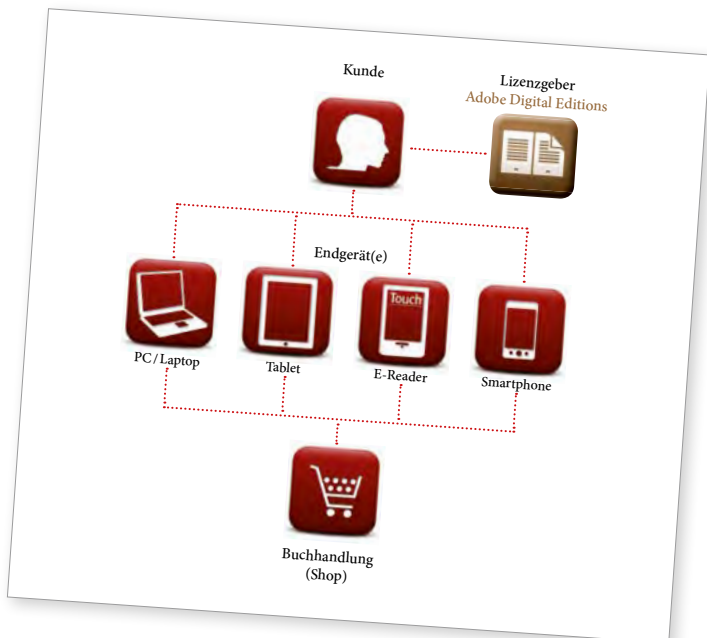 Kunde
Lizenzgeber
Adobe Digital Editions
Endgerät(e)
Touch
PC/Laptop
Tablet
E-Reader
Smartphone
Buchhandlung
(Shop)